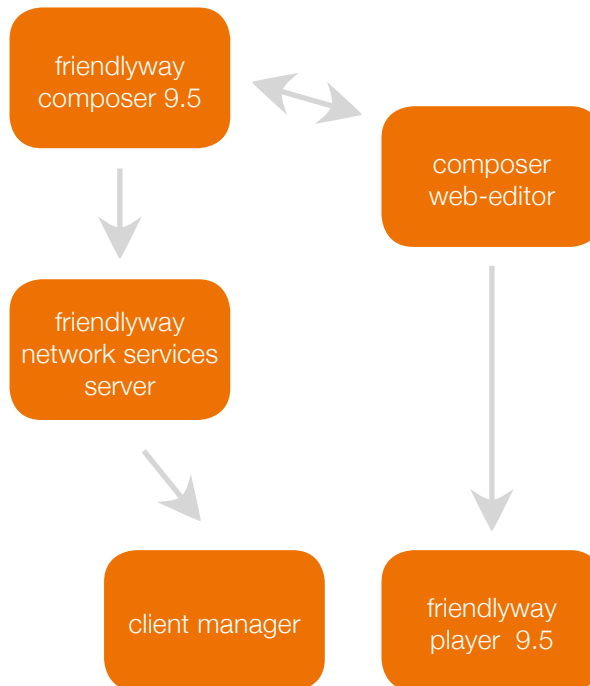 friendlyway
composer 9.5
composer
web-editor
friendlyway
network services
server
client manager
friendlyway
player 9.5